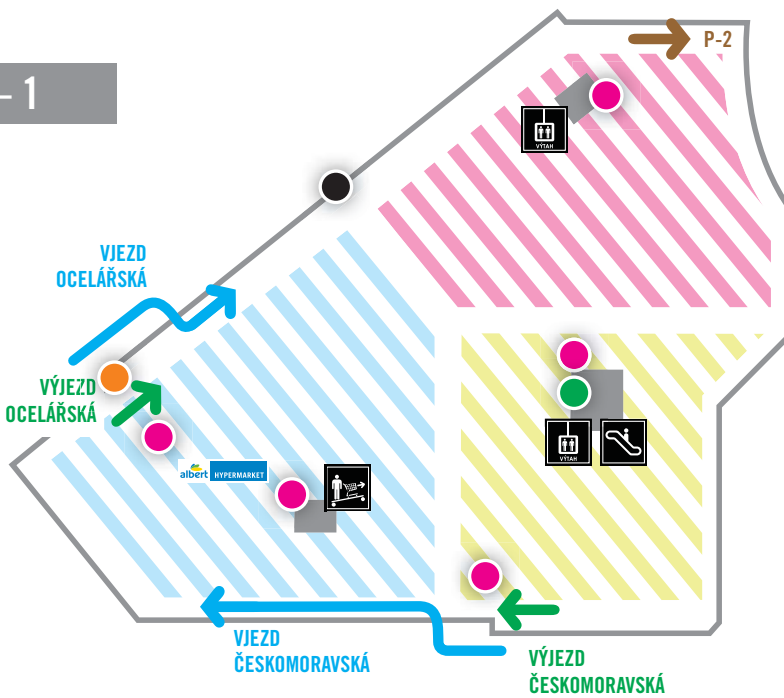 - 1
P-2
VÝTAH
VJEZD
OCELÁŘSKÁ
VÝJEZD
OCELÁŘSKÁ
albert HYPERMARKET
VÝTAH
VJEZD
ČESKOMORAVSKÁ
VÝJEZD
ČESKOMORAVSKÁ